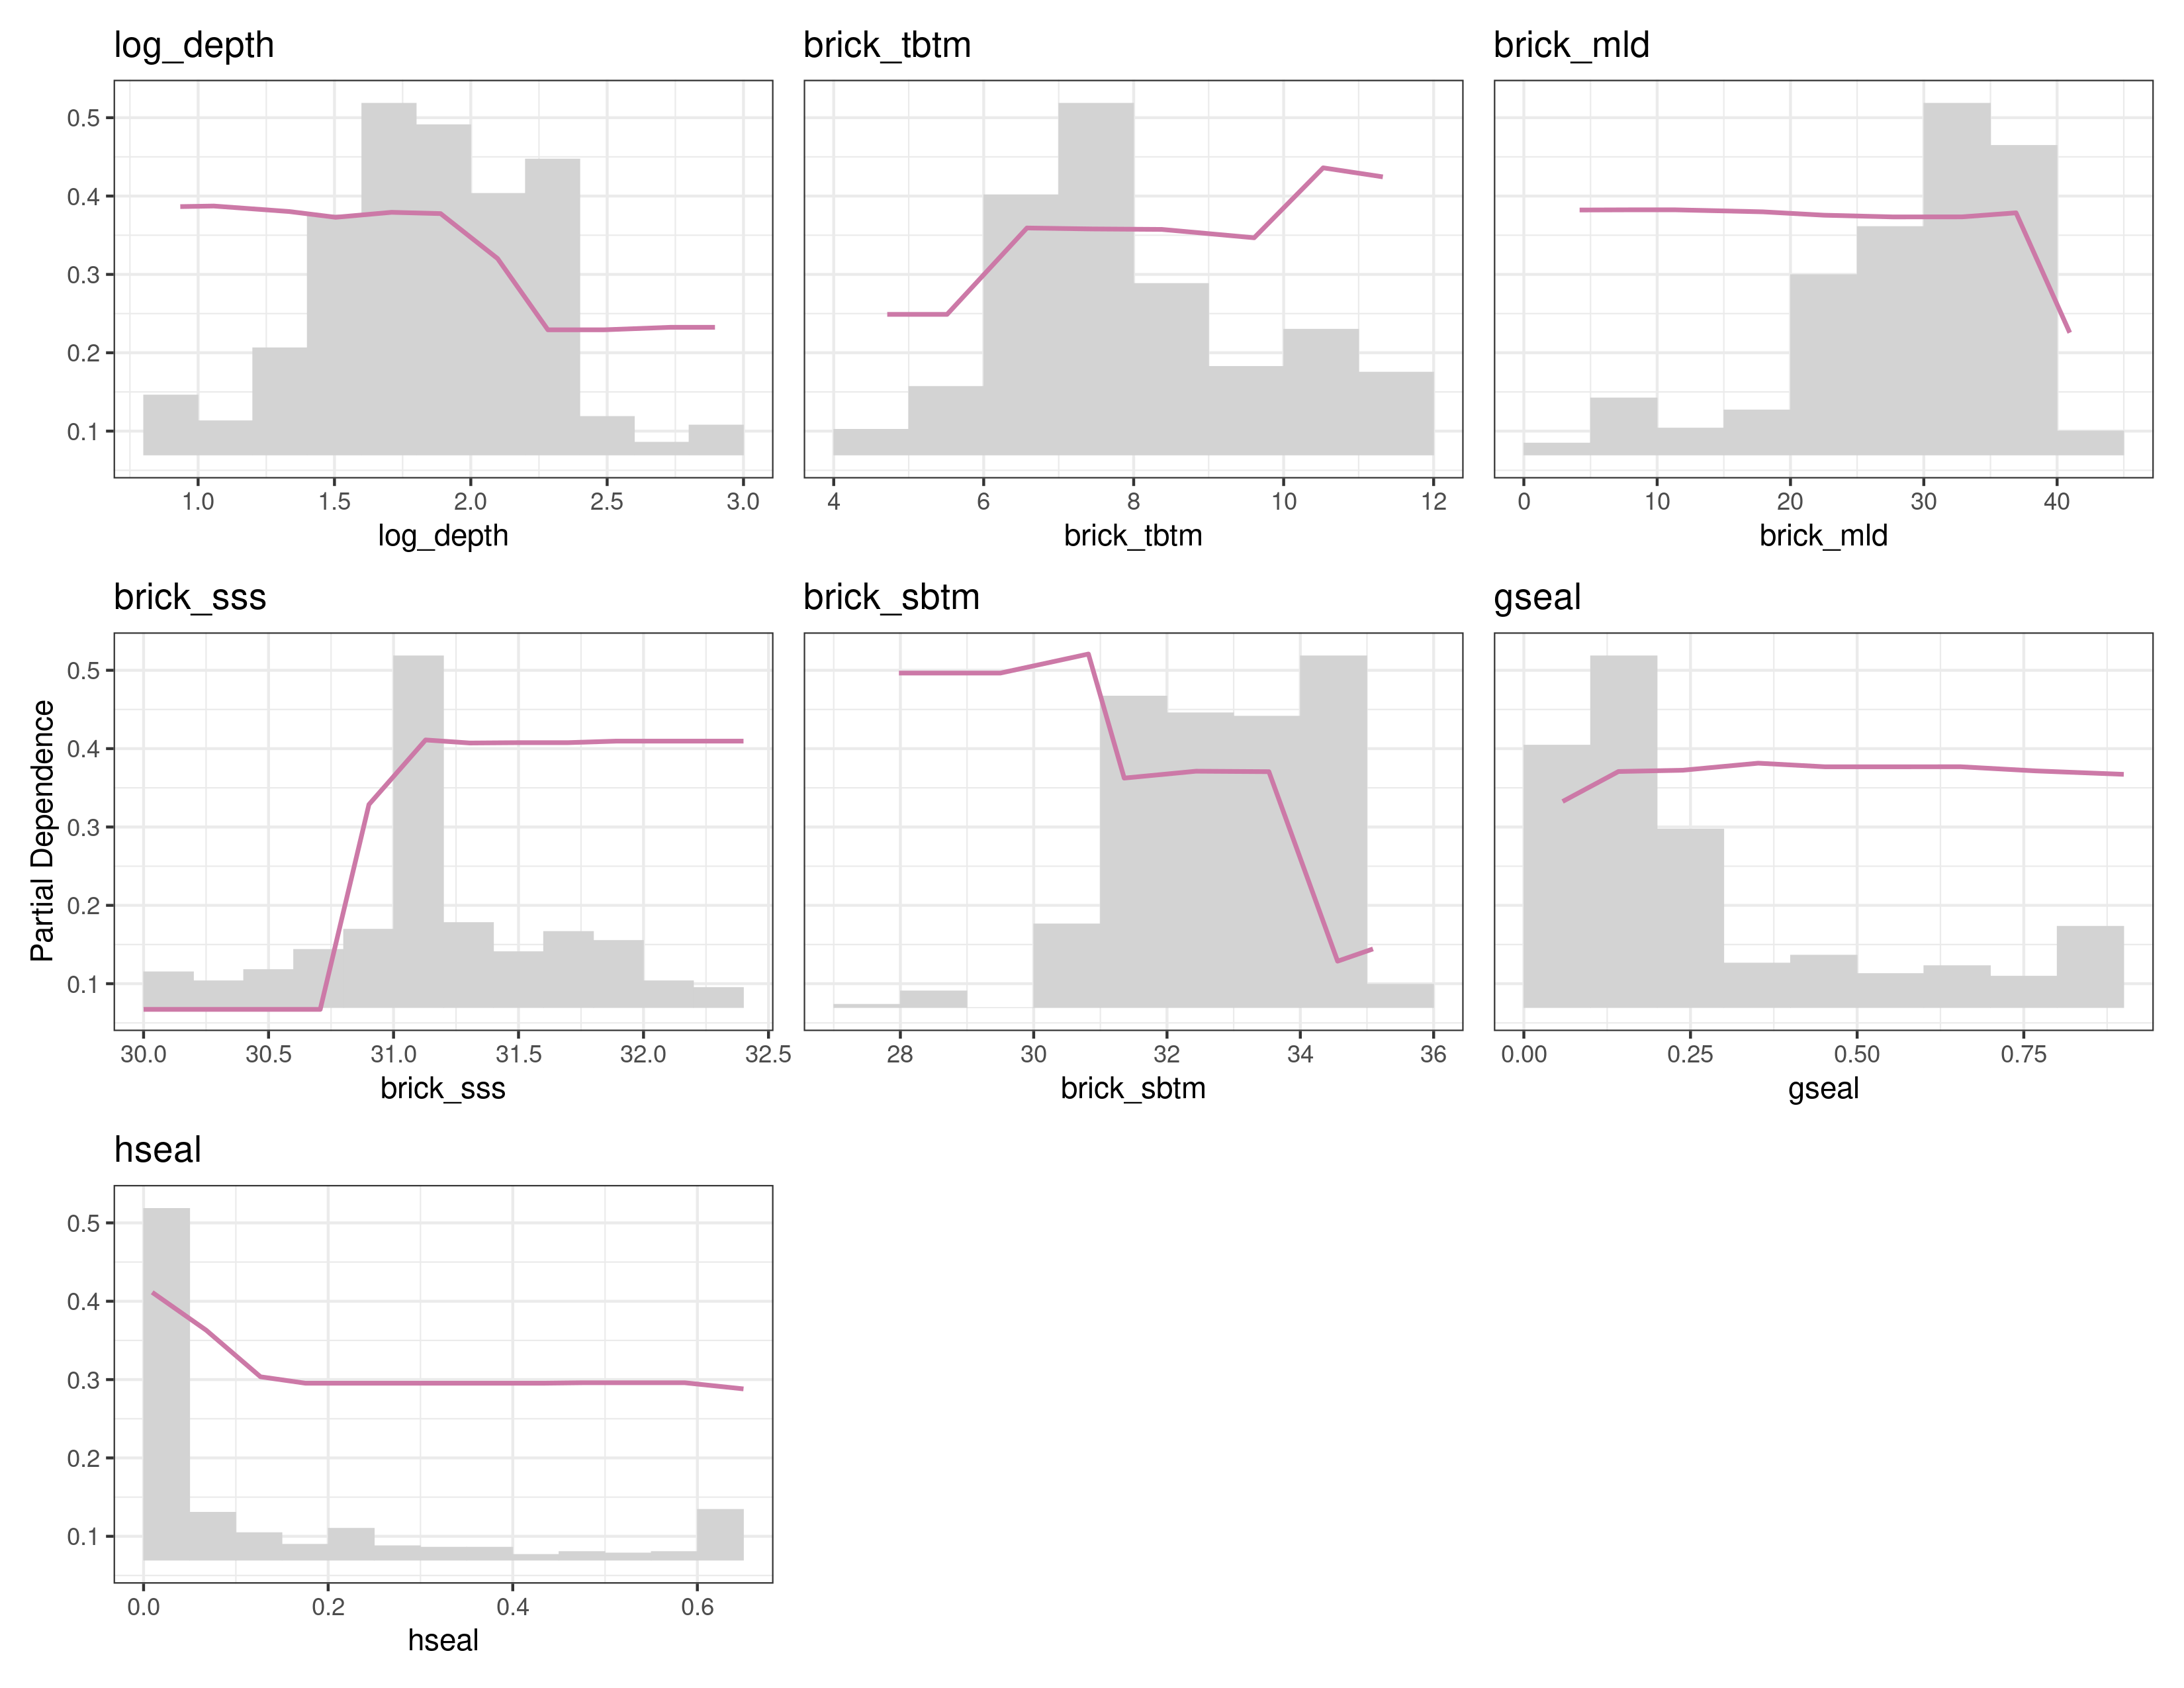 log_depth brick_tbtm brick_mld
0.5
0.4
0.3
0.2
0.1
1.0 1.5 2.0 2.5 3.0 4 6 8 10 12 0 10 20 30 40
log_depth brick_tbtm brick_mld
brick_sss brick_sbtm gseal
Partial Dependence
0.5
0.4
0.3
0.2
0.1
30.0 30.5 31.0 31.5 32.0 32.5 28 30 32 34 36 0.00 0.25 0.50 0.75
brick_sss brick_sbtm gseal
hseal
0.5
0.4
0.3
0.2
0.1
0.0 0.2 0.4 0.6
hseal